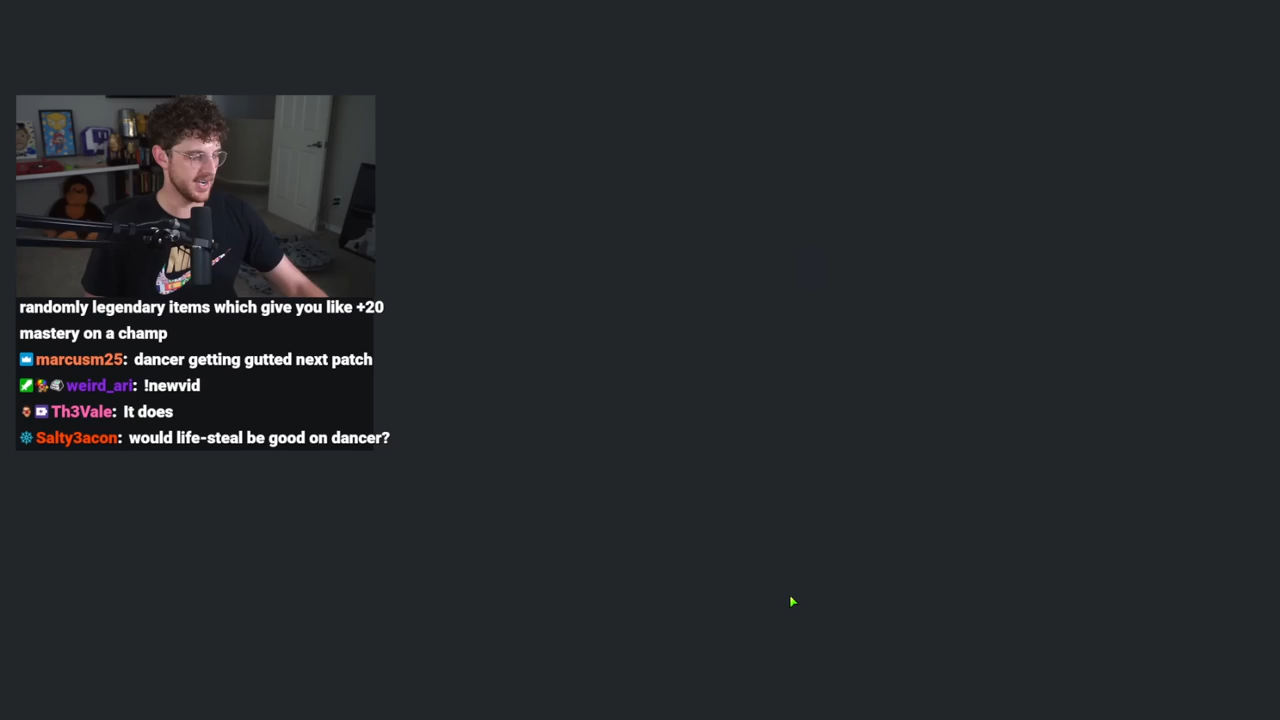 randomly legendary items which give you like +20
mastery on a champ
marcusm25: dancer getting gutted next patch
weird_ari: !newvid
Th3Vale: It does
Salty3acon: would life-steal be good on dancer?